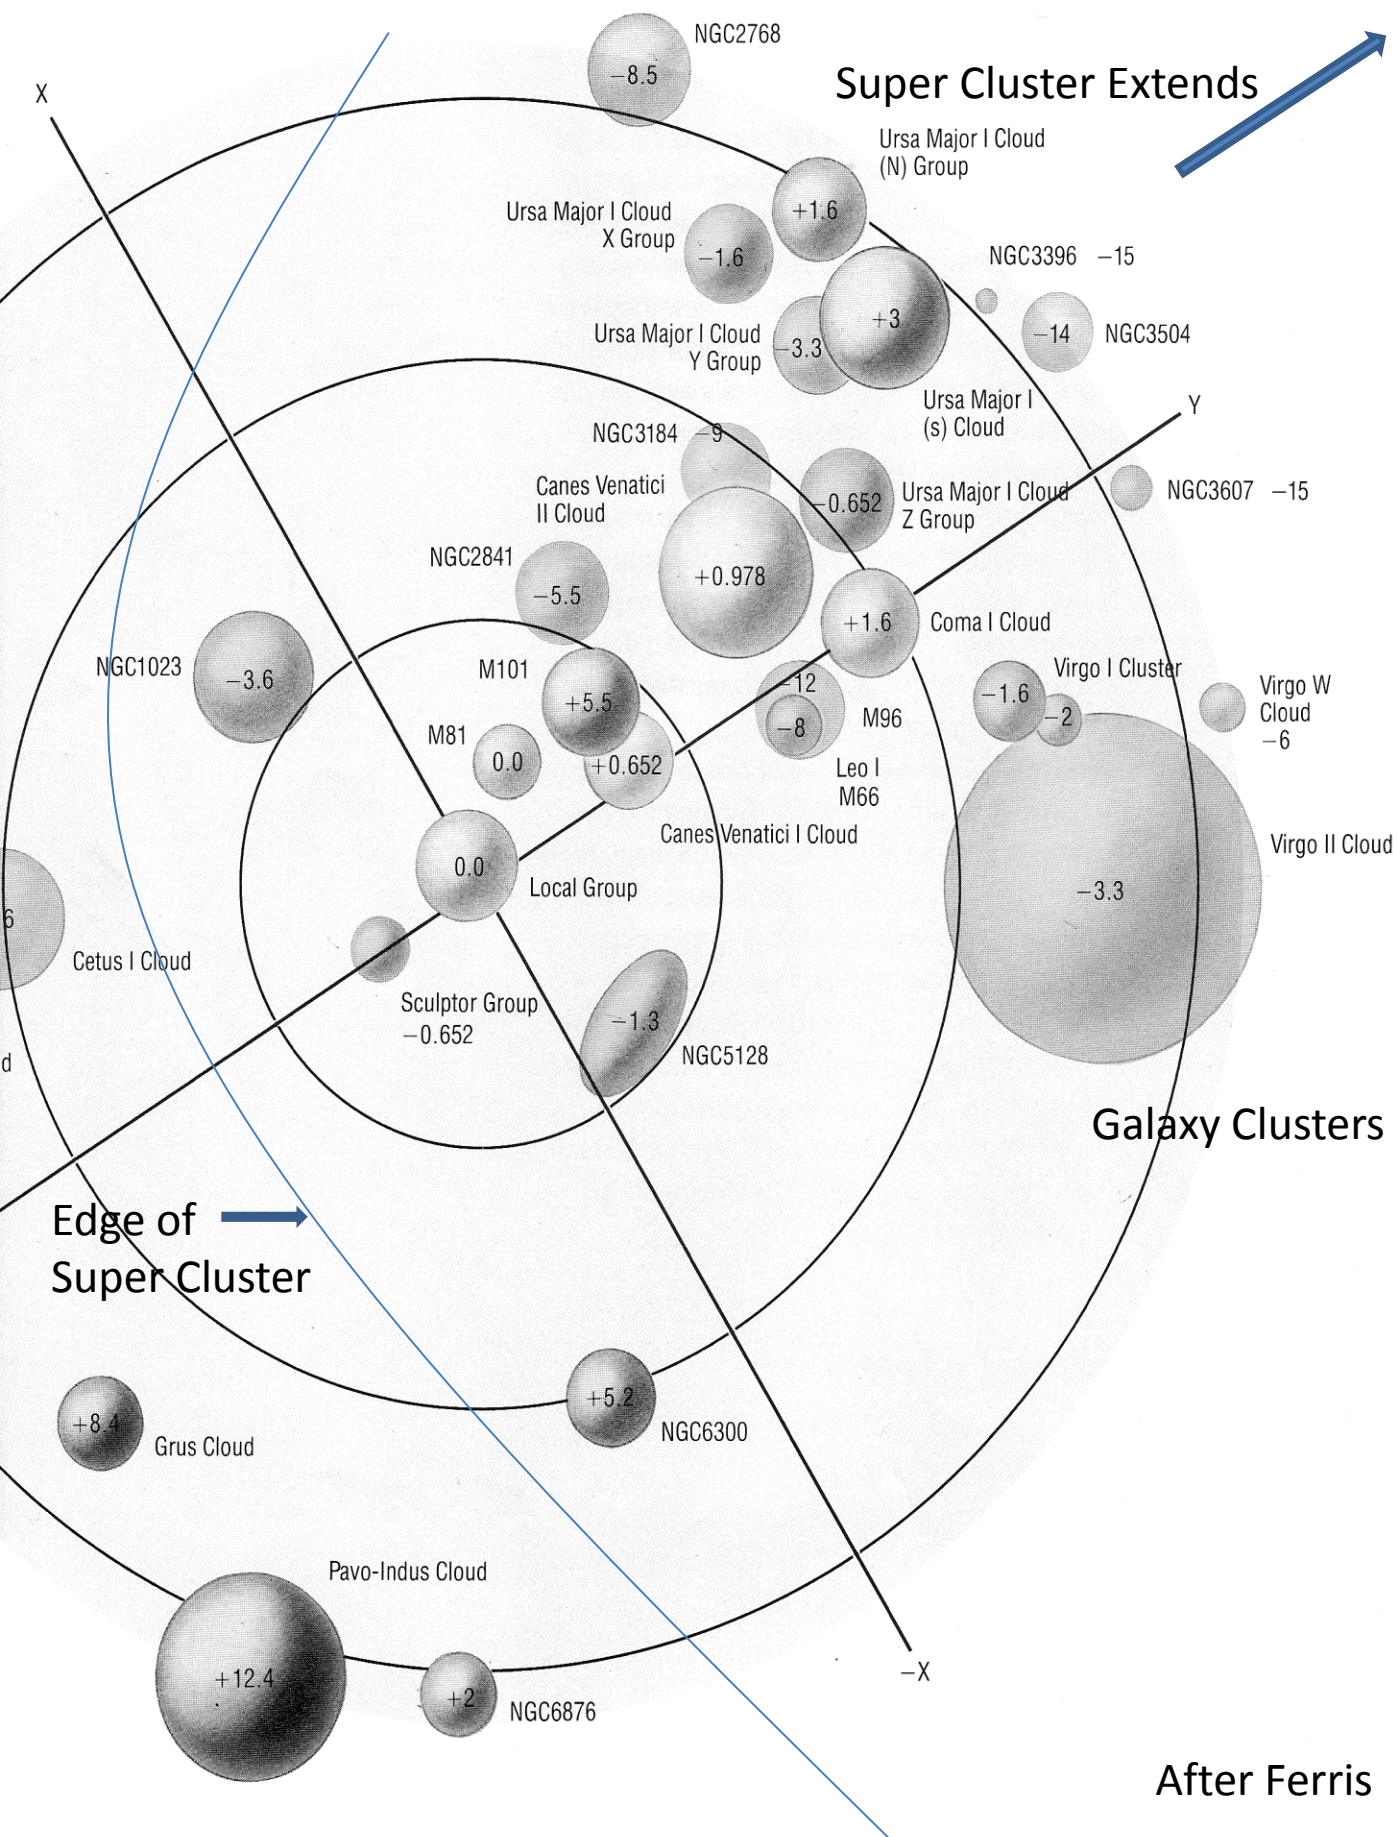 NGC2768
−8.5
Super Cluster Extends
X
Ursa Major I Cloud
(N) Group
+1.6
Ursa Major I Cloud
X Group
−1.6
NGC3396 −15
+3
Ursa Major I Cloud
Y Group
−3.3
−14
NGC3504
Ursa Major I
(s) Cloud
Y
NGC3184 −9
Canes Venatici
II Cloud
−0.652
Ursa Major I Cloud
Z Group
NGC3607 −15
NGC2841
−5.5
+0.978
+1.6
Coma I Cloud
NGC1023
−3.6
M101
+5.5
−12
−8
M96
Leo I
M66
Virgo I Cluster
−1.6
−2
Virgo W
Cloud
−6
M81
0.0
+0.652
Canes Venatici I Cloud
Virgo II Cloud
−3.3
0.0
Local Group
6
Cetus I Cloud
Sculptor Group
−0.652
−1.3
NGC5128
d
Galaxy Clusters
Edge of
Super Cluster
+5.2
NGC6300
+8.4
Grus Cloud
Pavo-Indus Cloud
+12.4
−X
+2
NGC6876
After Ferris